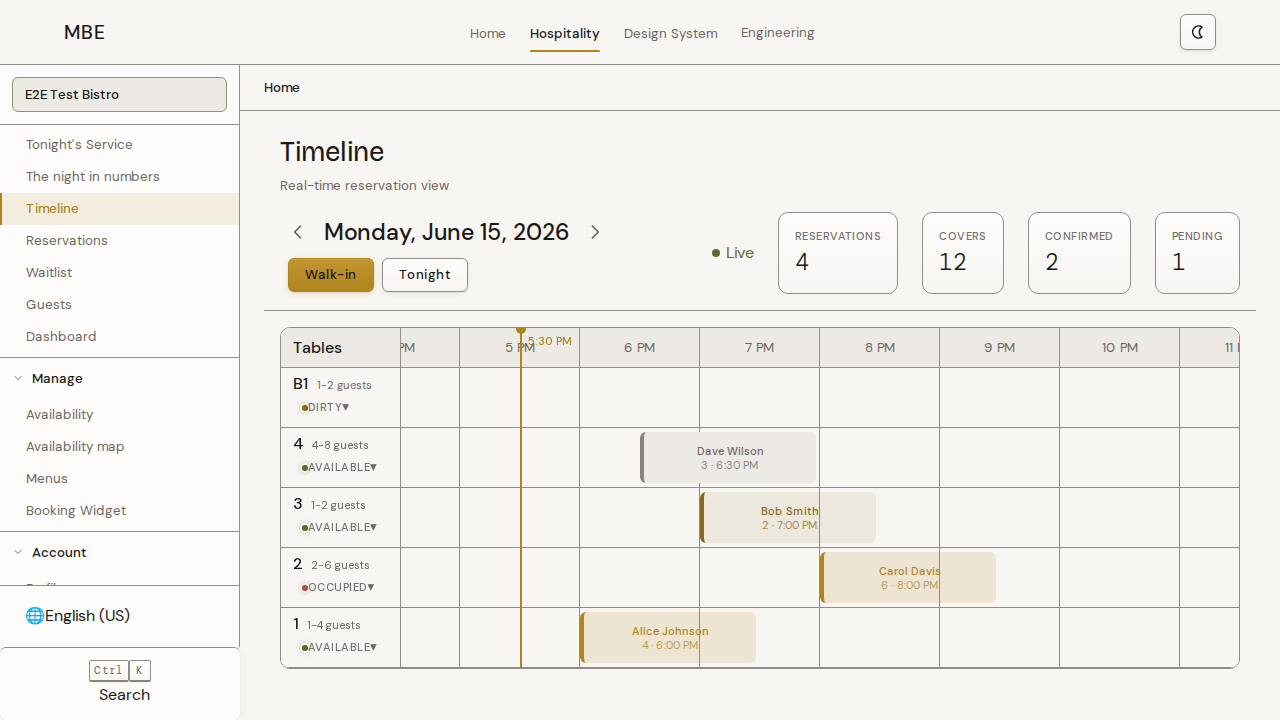 MBE
Home
Hospitality
Design System
Engineering
E2E Test Bistro
Tonight's Service
The night in numbers
Timeline
Reservations
Waitlist
Guests
Dashboard
Manage
Availability
Availability map
Menus
Booking Widget
Account
English (US)
Ctrl K
Search
Home
Timeline
Real-time reservation view
Monday, June 15, 2026
Walk-in
Tonight
Live
RESERVATIONS
4
COVERS
12
CONFIRMED
2
PENDING
1
Tables
PM
5 PM
5:30 PM
6 PM
7 PM
8 PM
9 PM
10 PM
11
B1 1-2 guests
DIRTY▾
4 4-8 guests
AVAILABLE▾
Dave Wilson
3 · 6:30 PM
3 1-2 guests
AVAILABLE▾
Bob Smith
2 · 7:00 PM
2 2-6 guests
OCCUPIED▾
Carol Davis
6 · 8:00 PM
1 1-4 guests
AVAILABLE▾
Alice Johnson
4 · 6:00 PM